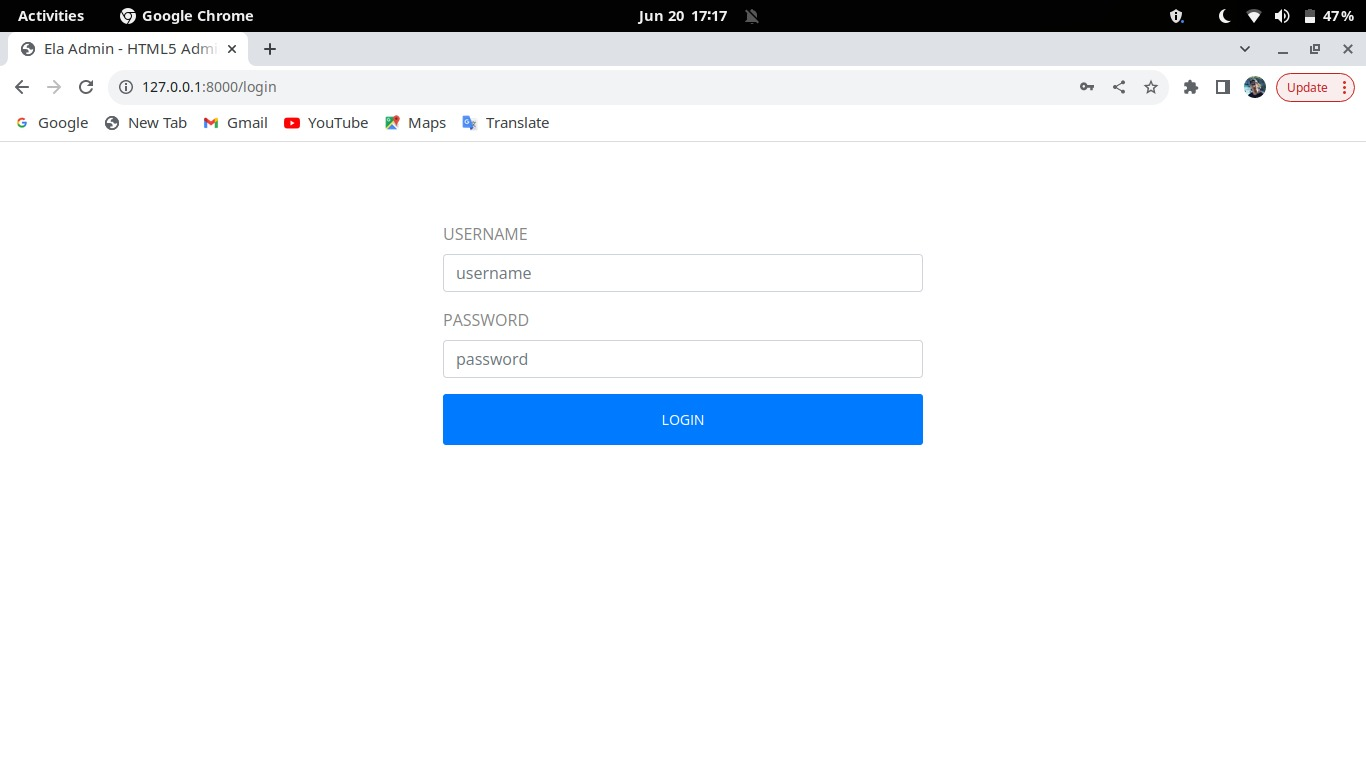 Activities Google Chrome Jun 20 17:17 47%
Ela Admin - HTML5 Adm
127.0.0.1:8000/login Update
Google New Tab Gmail YouTube Maps Translate
USERNAME
username
PASSWORD
password
LOGIN